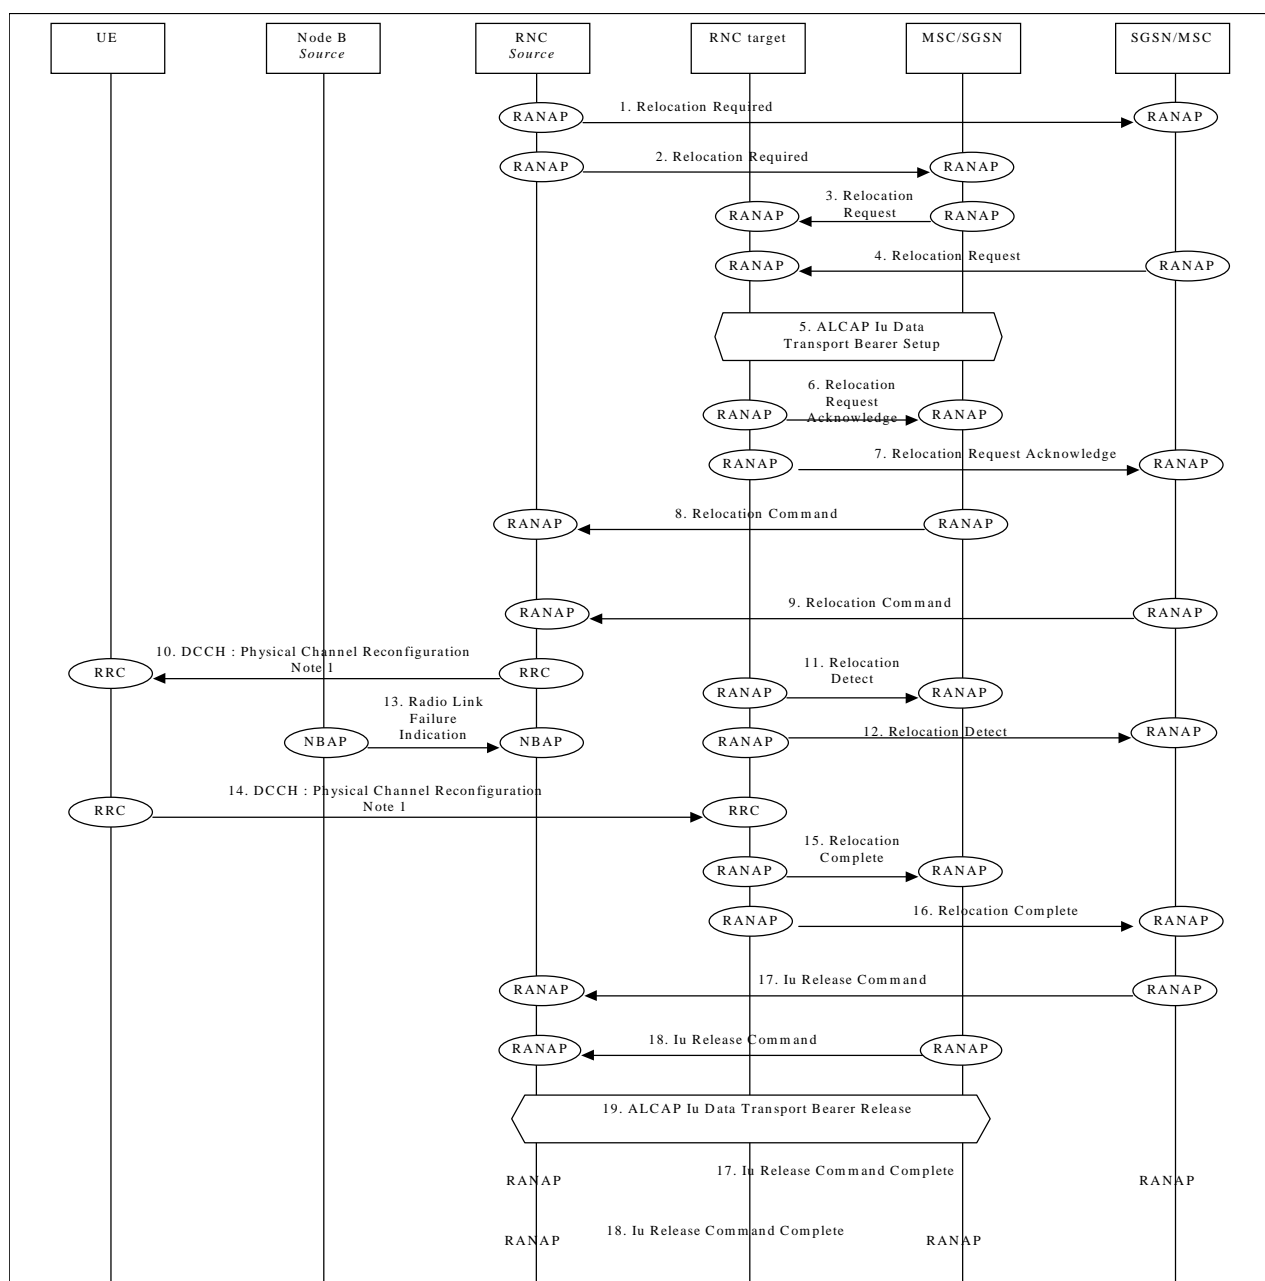 UE
Node B
Source
RNC
Source
RNC target
MSC/SGSN
SGSN/MSC
1. Relocation Required
RANAP
RANAP
2. Relocation Required
RANAP
RANAP
3. Relocation
Request
RANAP
RANAP
4. Relocation Request
RANAP
RANAP
5. ALCAP Iu Data
Transport Bearer Setup
6. Relocation
Request
Acknowledge
RANAP
RANAP
7. Relocation Request Acknowledge
RANAP
RANAP
8. Relocation Command
RANAP
RANAP
9. Relocation Command
RANAP
RANAP
10. DCCH : Physical Channel Reconfiguration
Note 1
RRC
RRC
11. Relocation
Detect
RANAP
RANAP
13. Radio Link
Failure
Indication
NBAP
NBAP
12. Relocation Detect
RANAP
RANAP
14. DCCH : Physical Channel Reconfiguration
Note 1
RRC
RRC
15. Relocation
Complete
RANAP
RANAP
16. Relocation Complete
RANAP
RANAP
17. Iu Release Command
RANAP
RANAP
18. Iu Release Command
RANAP
RANAP
19. ALCAP Iu Data Transport Bearer Release
17. Iu Release Command Complete
RANAP
RANAP
18. Iu Release Command Complete
RANAP
RANAP